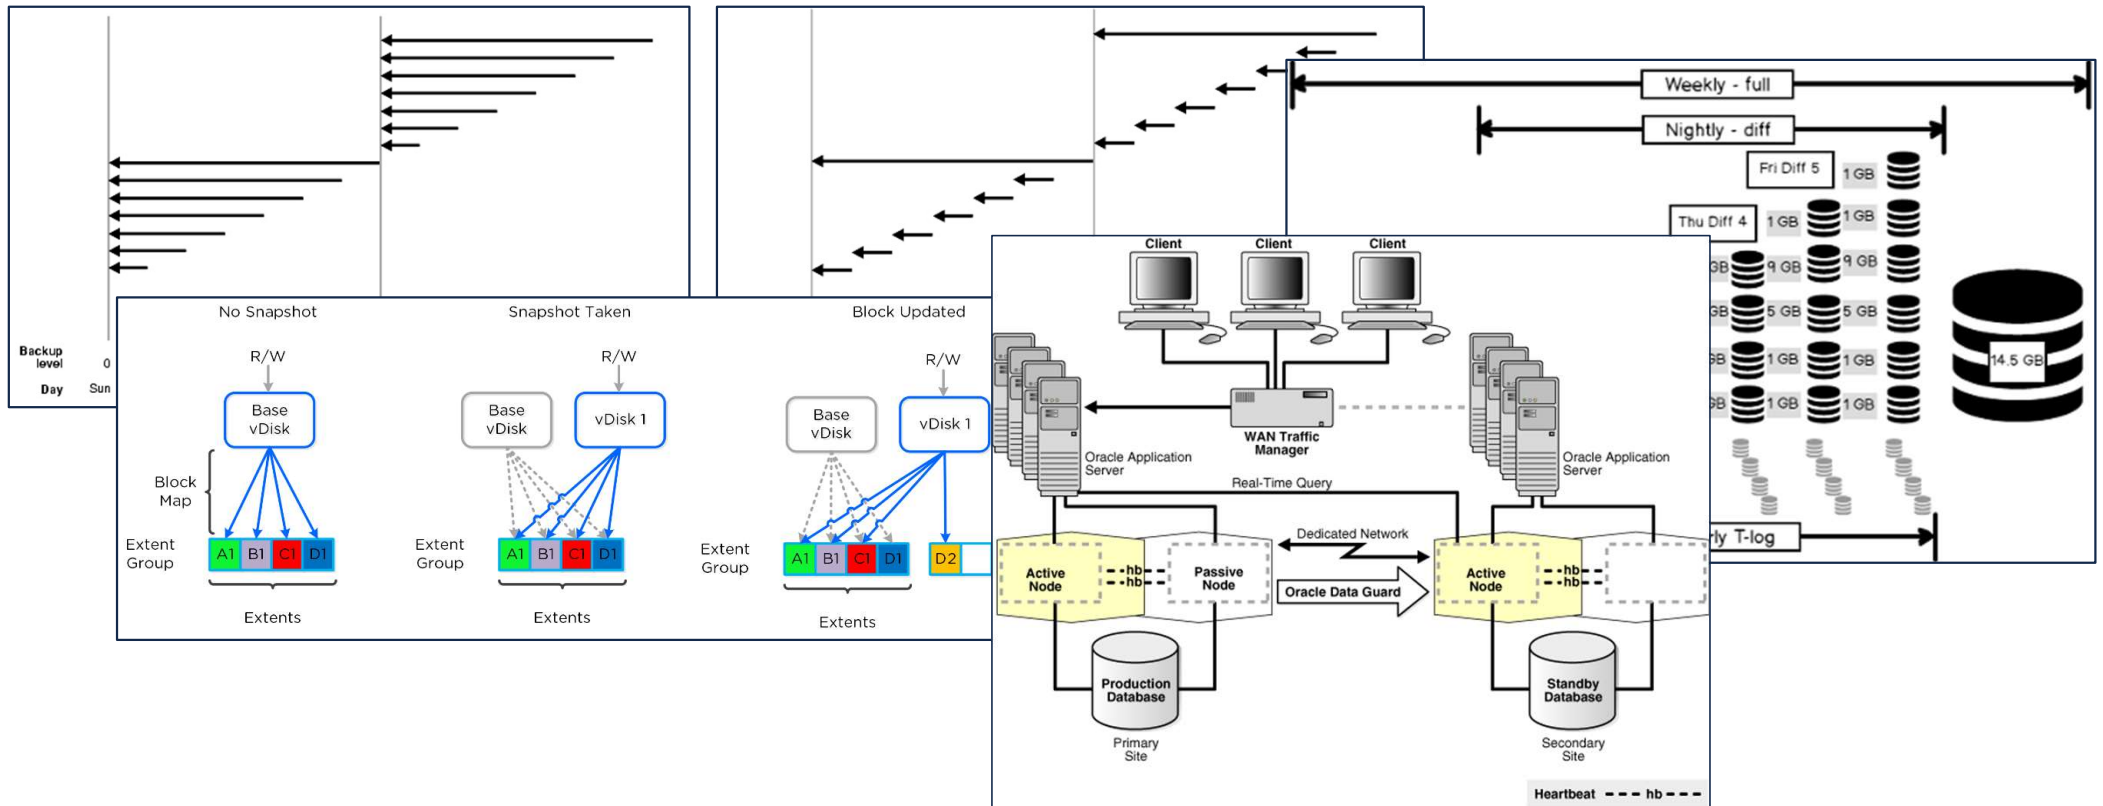 Backup
level
0
Day
Sun
No Snapshot
Snapshot Taken
Block Updated
R/W
R/W
R/W
Base
vDisk
Base
vDisk
vDisk 1
Base
vDisk
vDisk 1
Block
Map
Extent
Group
A1 B1 C1 D1
Extent
Group
A1 B1 C1 D1
Extent
Group
A1 B1 C1 D1
D2
Extents
Extents
Extents
Client
Client
Client
WAN Traffic
Manager
Oracle Application
Server
Oracle Application
Server
Real-Time Query
Dedicated Network
Active
Node
hb
hb
Passive
Node
Oracle Data Guard
Active
Node
hb
hb
Production
Database
Standby
Database
Primary
Site
Secondary
Site
Heartbeat hb
Weekly - full
Nightly - diff
Fri Diff 5
1 GB
Thu Diff 4
1 GB
1 GB
GB
9 GB
9 GB
GB
5 GB
5 GB
GB
1 GB
1 GB
GB
1 GB
1 GB
14.5 GB
rly T-log